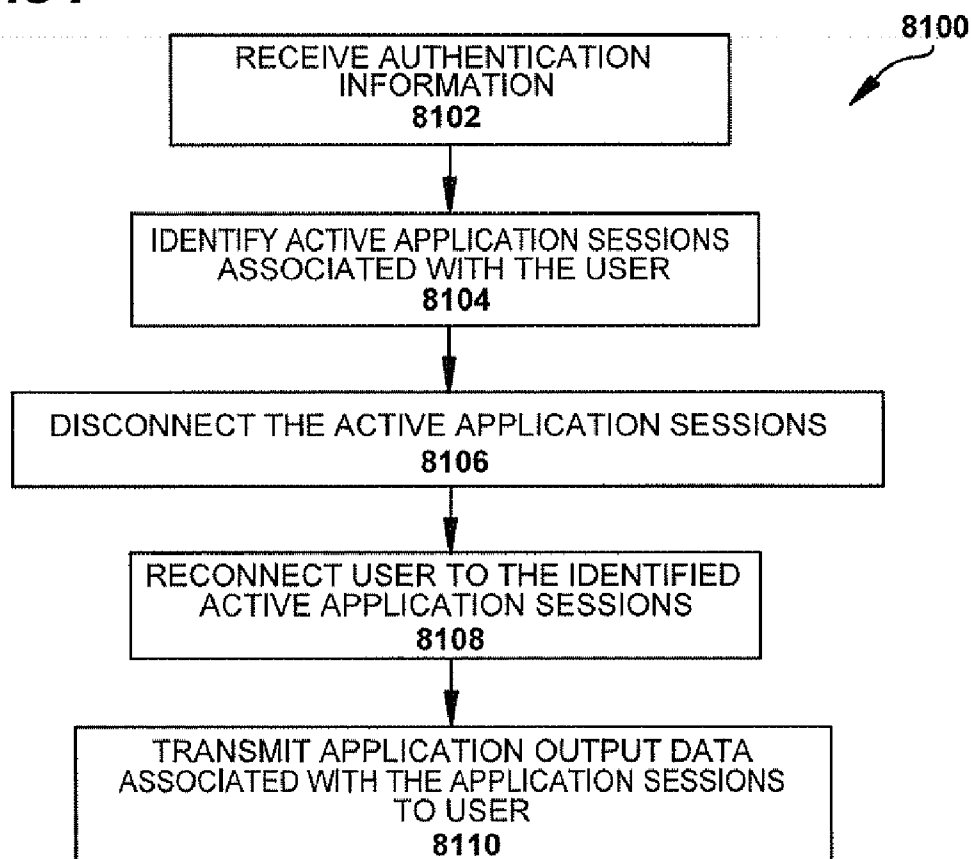 8100
RECEIVE AUTHENTICATION
INFORMATION
8102
IDENTIFY ACTIVE APPLICATION SESSIONS
ASSOCIATED WITH THE USER
8104
DISCONNECT THE ACTIVE APPLICATION SESSIONS
8106
RECONNECT USER TO THE IDENTIFIED
ACTIVE APPLICATION SESSIONS
8108
TRANSMIT APPLICATION OUTPUT DATA
ASSOCIATED WITH THE APPLICATION SESSIONS
TO USER
8110